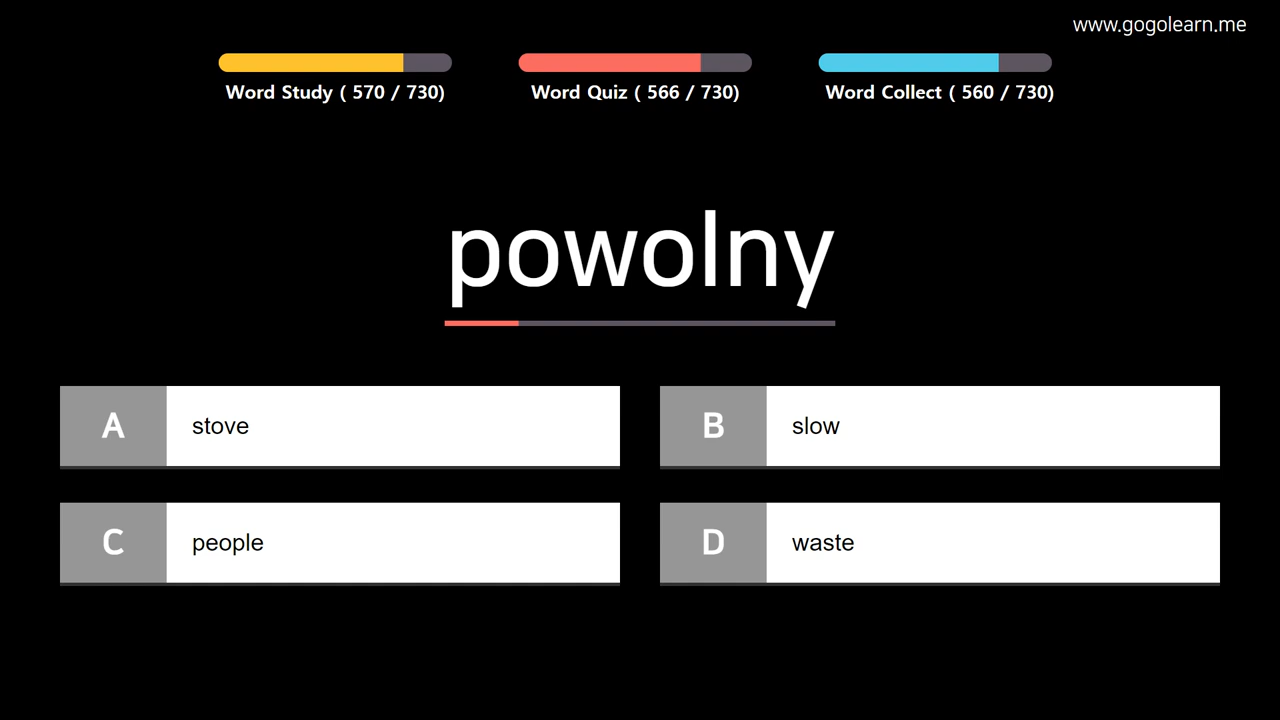 www.gogolearn.me
Word Study ( 570 / 730)
Word Quiz ( 566 / 730)
Word Collect ( 560 / 730)
powolny
A stove
B slow
C people
D waste